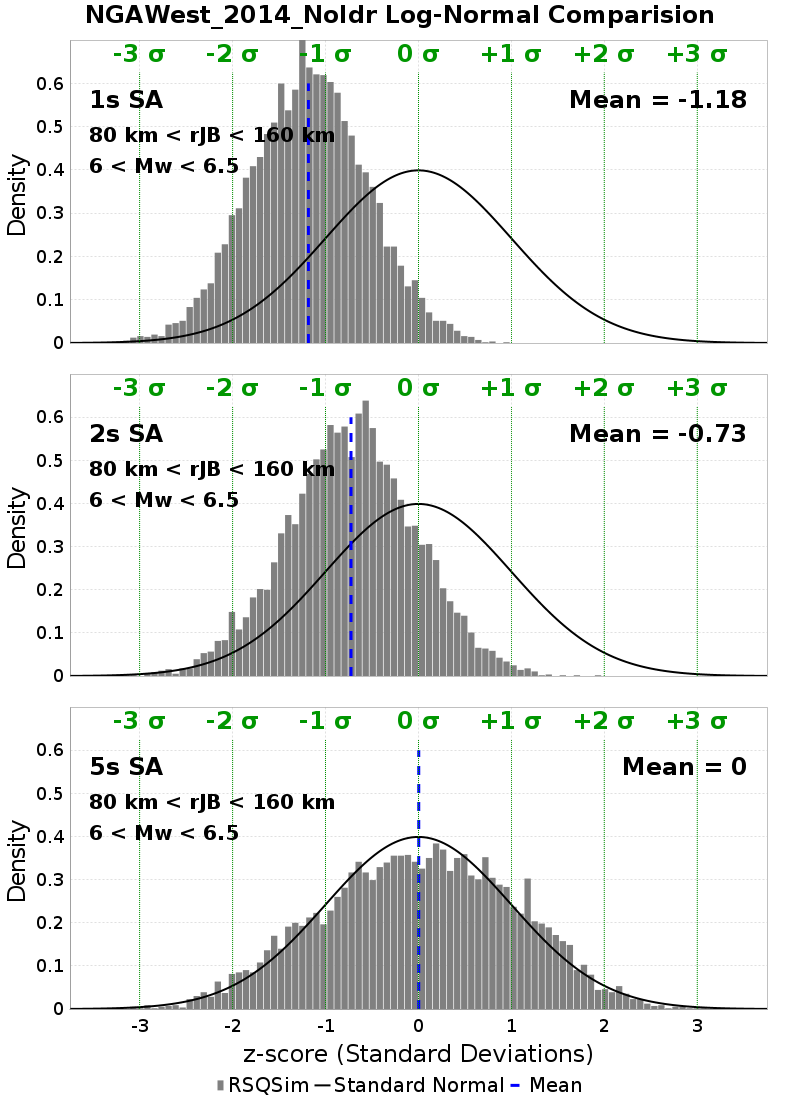 NGAWest_2014_NoIdr Log-Normal Comparision
-3 σ -2 σ -1 σ 0 σ +1 σ +2 σ +3 σ
1s SA Mean = -1.18
80 km < rJB < 160 km
6 < Mw < 6.5
0.6
0.5
0.4
0.3
0.2
0.1
0
Density
-3 σ -2 σ -1 σ 0 σ +1 σ +2 σ +3 σ
2s SA Mean = -0.73
80 km < rJB < 160 km
6 < Mw < 6.5
0.6
0.5
0.4
0.3
0.2
0.1
0
Density
-3 σ -2 σ -1 σ 0 σ +1 σ +2 σ +3 σ
5s SA Mean = 0
80 km < rJB < 160 km
6 < Mw < 6.5
0.6
0.5
0.4
0.3
0.2
0.1
0
Density
-3 -2 -1 0 1 2 3
z-score (Standard Deviations)
RSQSim Standard Normal Mean